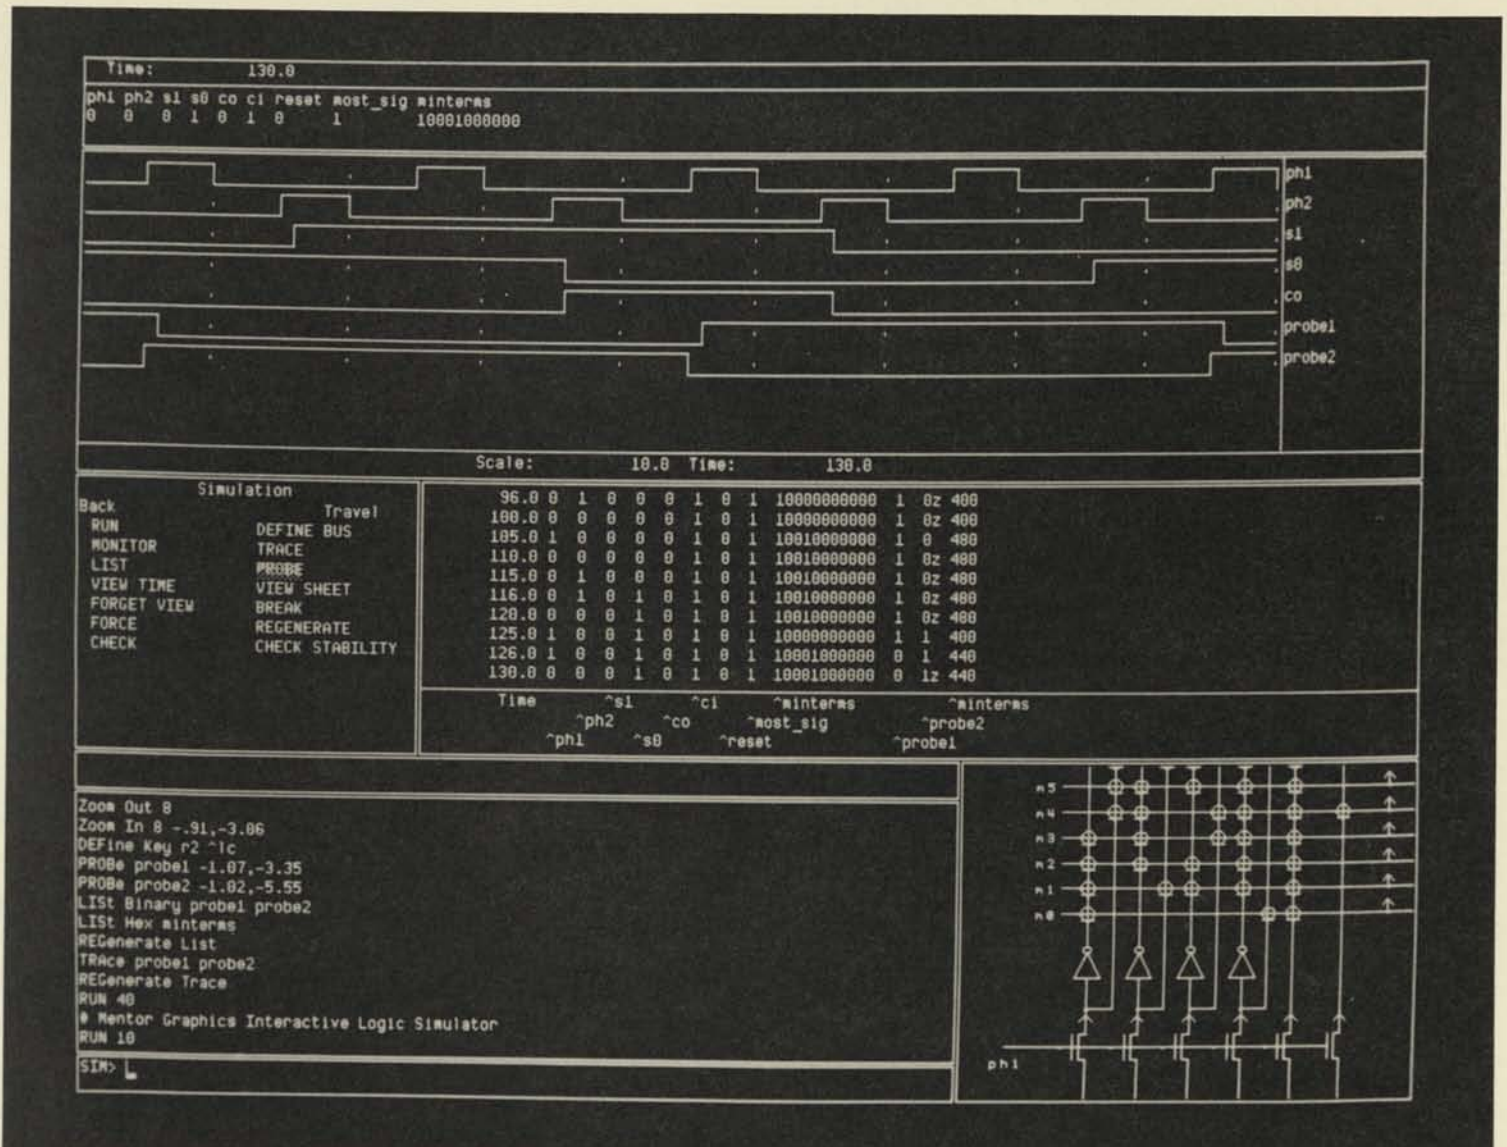 Time: 130.0
ph1 ph2 s1 s0 co ci reset most_sig minterms
0 0 0 1 0 1 0 1 10001000000
ph1
ph2
s1
s0
co
probe1
probe2
Scale: 10.0 Time: 130.0
Simulation
Back Travel
RUN DEFINE BUS
MONITOR TRACE
LIST PROBE
VIEW TIME VIEW SHEET
FORGET VIEW BREAK
FORCE REGENERATE
CHECK CHECK STABILITY
96.0 0 1 0 0 0 1 0 1 10000000000 1 0z 400
100.0 0 0 0 0 0 1 0 1 10000000000 1 0z 400
105.0 1 0 0 0 0 1 0 1 10010000000 1 0 480
110.0 0 0 0 0 0 1 0 1 10010000000 1 0z 480
115.0 0 1 0 0 0 1 0 1 10010000000 1 0z 480
116.0 0 1 0 1 0 1 0 1 10010000000 1 0z 480
120.0 0 0 0 1 0 1 0 1 10010000000 1 0z 480
125.0 1 0 0 1 0 1 0 1 10000000000 1 1 400
126.0 1 0 0 1 0 1 0 1 10001000000 0 1 440
130.0 0 0 0 1 0 1 0 1 10001000000 0 1z 440
Time ^s1 ^ci ^minterms ^minterms
^ph2 ^co ^most_sig ^probe2
^ph1 ^s0 ^reset ^probe1
Zoom Out 8
Zoom In 8 -.91,-3.06
DEFine Key r2 ^lc
PROBe probe1 -1.07,-3.35
PROBe probe2 -1.02,-5.55
LISt Binary probe1 probe2
LISt Hex minterms
REGenerate List
TRAce probe1 probe2
REGenerate Trace
RUN 40
# Mentor Graphics Interactive Logic Simulator
RUN 10
SIM>
m5
m4
m3
m2
m1
m0
ph1